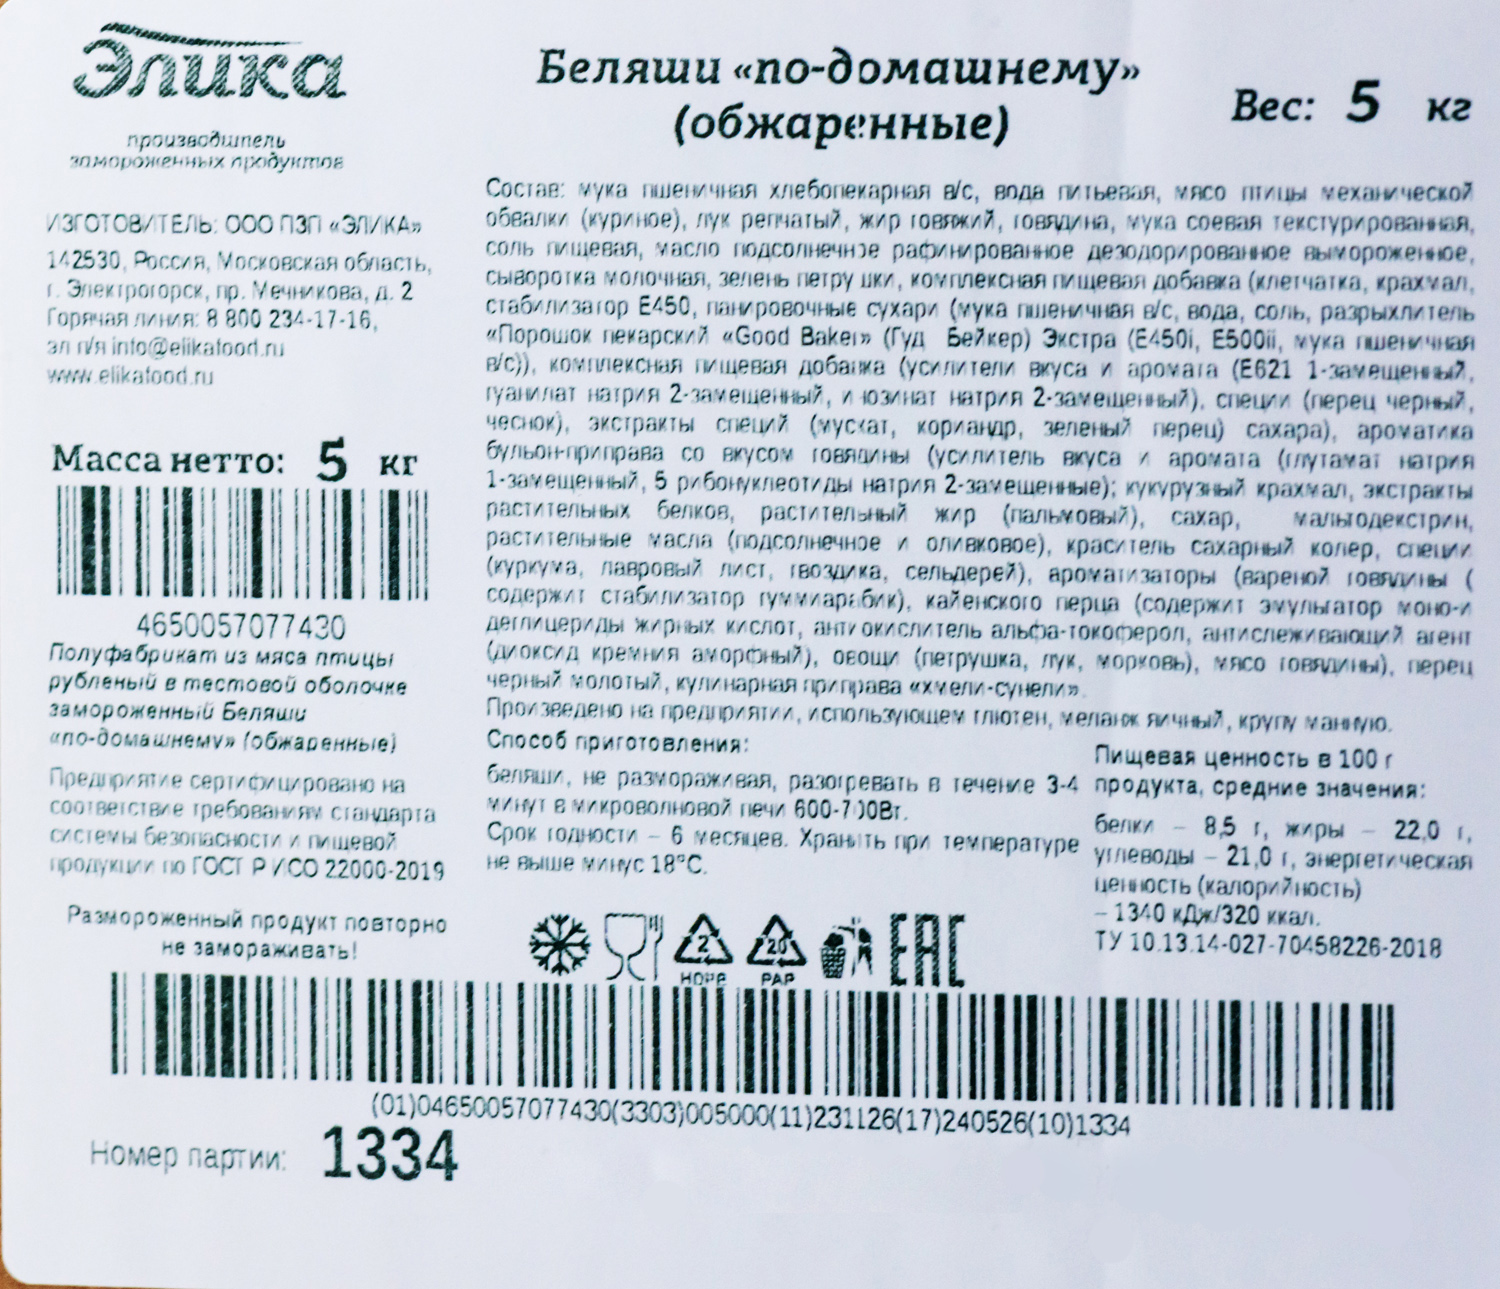 Элика
производитель
замороженных продуктов
Беляши «по-домашнему»
(обжаренные)
Вес: 5 кг
ИЗГОТОВИТЕЛЬ: ООО ПЗП «ЭЛИКА»
142530, Россия, Московская область,
г. Электрогорск, пр. Мечникова, д. 2
Горячая линия: 8 800 234-17-16,
эл п/я info@elikafood.ru
www.elikafood.ru
Масса нетто: 5 кг
4650057077430
Полуфабрикат из мяса птицы
рубленый в тестовой оболочке
замороженный Беляши
«по-домашнему» (обжаренные)
Предприятие сертифицировано на
соответствие требованиям стандарта
системы безопасности и пищевой
продукции по ГОСТ Р ИСО 22000-2019
Размороженный продукт повторно
не замораживать!
Состав: мука пшеничная хлебопекарная в/с, вода питьевая, мясо птицы механической
обвалки (куриное), лук репчатый, жир говяжий, говядина, мука соевая текстурированная,
соль пищевая, масло подсолнечное рафинированное дезодорированное вымороженное,
сыворотка молочная, зелень петрушки, комплексная пищевая добавка (клетчатка, крахмал,
стабилизатор Е450, панировочные сухари (мука пшеничная в/с, вода, соль, разрыхлитель
«Порошок пекарский «Good Baker» (Гуд Бейкер) Экстра (E450i, E500ii, мука пшеничная
в/с)), комплексная пищевая добавка (усилители вкуса и аромата (Е621 1-замещенный,
гуанилат натрия 2-замещенный, инозинат натрия 2-замещенный), специи (перец черный,
чеснок), экстракты специй (мускат, кориандр, зеленый перец) сахара), ароматика
бульон-приправа со вкусом говядины (усилитель вкуса и аромата (глутамат натрия
1-замещенный, 5 рибонуклеотиды натрия 2-замещенные); кукурузный крахмал, экстракты
растительных белков, растительный жир (пальмовый), сахар, мальтодекстрин,
растительные масла (подсолнечное и оливковое), краситель сахарный колер, специи
(куркума, лавровый лист, гвоздика, сельдерей), ароматизаторы (вареной говядины (
содержит стабилизатор гуммиарабик), кайенского перца (содержит эмульгатор моно-и
деглицериды жирных кислот, антиокислитель альфа-токоферол, антислеживающий агент
(диоксид кремния аморфный), овощи (петрушка, лук, морковь), мясо говядины), перец
черный молотый, кулинарная приправа «хмели-сунели».
Произведено на предприятии, использующем глютен, меланж яичный, крупу манную.
Способ приготовления:
беляши, не размораживая, разогревать в течение 3-4
минут в микроволновой печи 600-700Вт.
Срок годности – 6 месяцев. Хранить при температуре
не выше минус 18°С.
Пищевая ценность в 100 г
продукта, средние значения:
белки – 8,5 г, жиры – 22,0 г,
углеводы – 21,0 г, энергетическая
ценность (калорийность)
– 1340 кДж/320 ккал.
ТУ 10.13.14-027-70458226-2018
2
HDPE
20
PAP
EAC
(01)04650057077430(3303)005000(11)231126(17)240526(10)1334
Номер партии: 1334